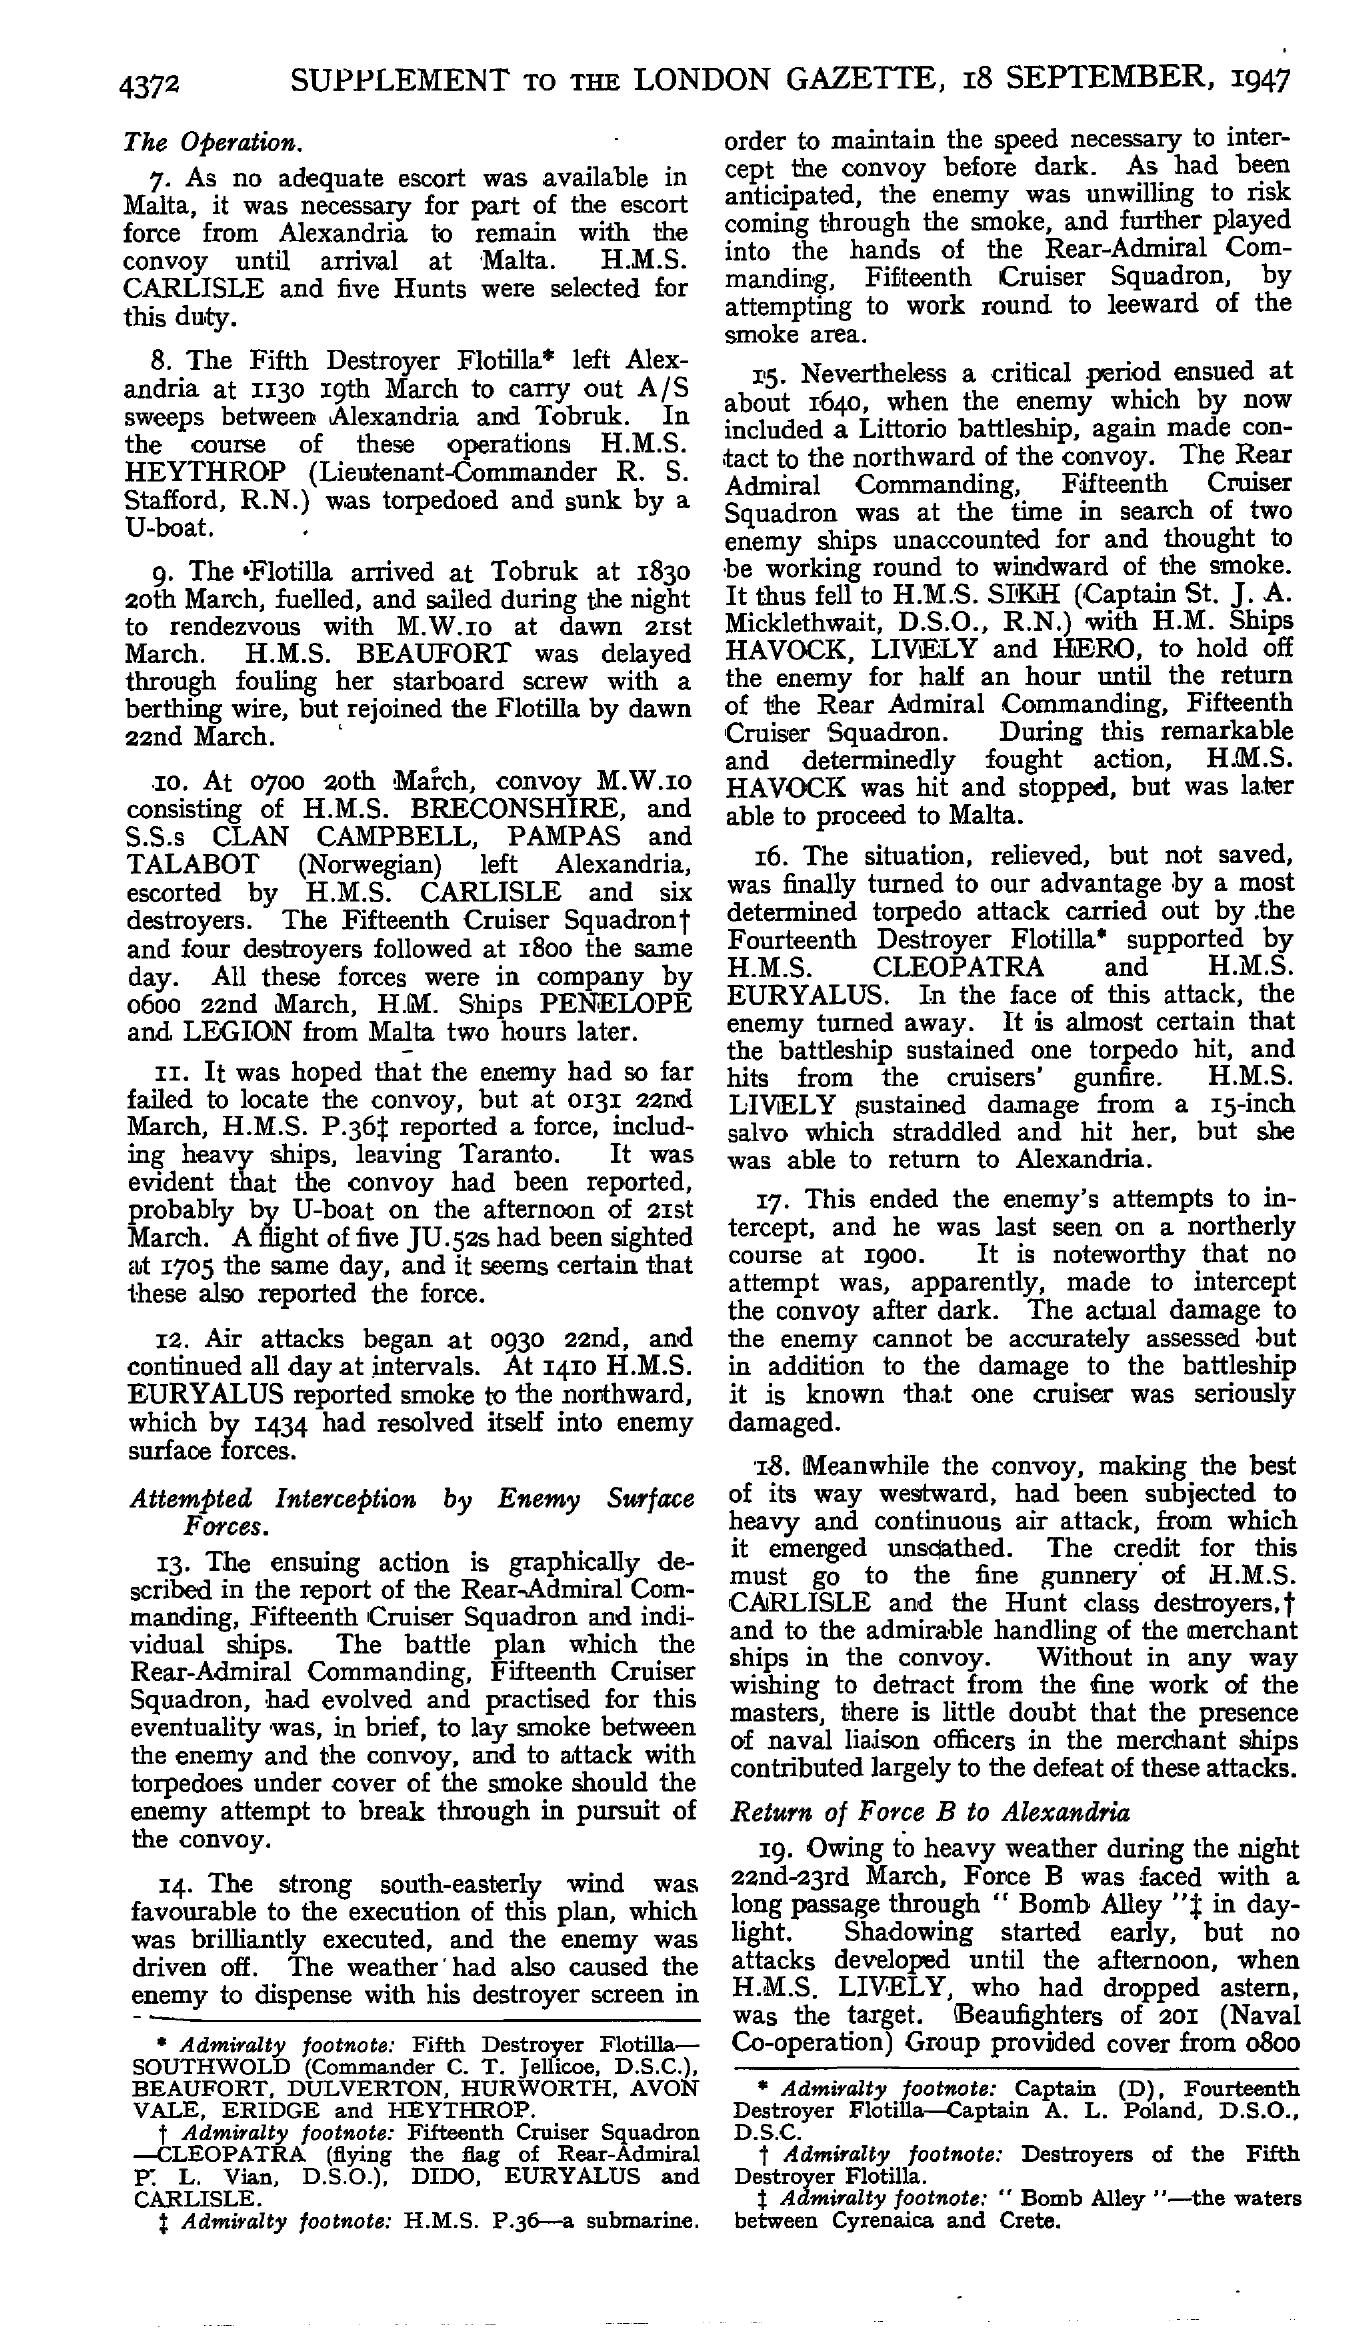 4372 SUPPLEMENT TO THE LONDON GAZETTE, 18 SEPTEMBER, 1947
The Operation.
7. As no adequate escort was available in
Malta, it was necessary for part of the escort
force from Alexandria to remain with the
convoy until arrival at Malta. H.M.S.
CARLISLE and five Hunts were selected for
this duty.
8. The Fifth Destroyer Flotilla* left Alex-
andria at 1130 19th March to carry out A/S
sweeps between Alexandria and Tobruk. In
the course of these operations H.M.S.
HEYTHROP (Lieutenant-Commander R. S.
Stafford, R.N.) was torpedoed and sunk by a
U-boat.
9. The Flotilla arrived at Tobruk at 1830
20th March, fuelled, and sailed during the night
to rendezvous with M.W.10 at dawn 21st
March. H.M.S. BEAUFORT was delayed
through fouling her starboard screw with a
berthing wire, but rejoined the Flotilla by dawn
22nd March.
10. At 0700 20th March, convoy M.W.10
consisting of H.M.S. BRECONSHIRE, and
S.S.s CLAN CAMPBELL, PAMPAS and
TALABOT (Norwegian) left Alexandria,
escorted by H.M.S. CARLISLE and six
destroyers. The Fifteenth Cruiser Squadron†
and four destroyers followed at 1800 the same
day. All these forces were in company by
0600 22nd March, H.M. Ships PENELOPE
and LEGION from Malta two hours later.
11. It was hoped that the enemy had so far
failed to locate the convoy, but at 0131 22nd
March, H.M.S. P.36‡ reported a force, includ-
ing heavy ships, leaving Taranto. It was
evident that the convoy had been reported,
probably by U-boat on the afternoon of 21st
March. A flight of five JU.52s had been sighted
at 1705 the same day, and it seems certain that
these also reported the force.
12. Air attacks began at 0930 22nd, and
continued all day at intervals. At 1410 H.M.S.
EURYALUS reported smoke to the northward,
which by 1434 had resolved itself into enemy
surface forces.
Attempted Interception by Enemy Surface
Forces.
13. The ensuing action is graphically de-
scribed in the report of the Rear-Admiral Com-
manding, Fifteenth Cruiser Squadron and indi-
vidual ships. The battle plan which the
Rear-Admiral Commanding, Fifteenth Cruiser
Squadron, had evolved and practised for this
eventuality was, in brief, to lay smoke between
the enemy and the convoy, and to attack with
torpedoes under cover of the smoke should the
enemy attempt to break through in pursuit of
the convoy.
14. The strong south-easterly wind was
favourable to the execution of this plan, which
was brilliantly executed, and the enemy was
driven off. The weather had also caused the
enemy to dispense with his destroyer screen in
* Admiralty footnote: Fifth Destroyer Flotilla—
SOUTHWOLD (Commander C. T. Jellicoe, D.S.C.),
BEAUFORT, DULVERTON, HURWORTH, AVON
VALE, ERIDGE and HEYTHROP.
† Admiralty footnote: Fifteenth Cruiser Squadron
—CLEOPATRA (flying the flag of Rear-Admiral
P. L. Vian, D.S.O.), DIDO, EURYALUS and
CARLISLE.
‡ Admiralty footnote: H.M.S. P.36—a submarine.
order to maintain the speed necessary to inter-
cept the convoy before dark. As had been
anticipated, the enemy was unwilling to risk
coming through the smoke, and further played
into the hands of the Rear-Admiral Com-
manding, Fifteenth Cruiser Squadron, by
attempting to work round to leeward of the
smoke area.
15. Nevertheless a critical period ensued at
about 1640, when the enemy which by now
included a Littorio battleship, again made con-
tact to the northward of the convoy. The Rear
Admiral Commanding, Fifteenth Cruiser
Squadron was at the time in search of two
enemy ships unaccounted for and thought to
be working round to windward of the smoke.
It thus fell to H.M.S. SIKH (Captain St. J. A.
Micklethwait, D.S.O., R.N.) with H.M. Ships
HAVOCK, LIVELY and HERO, to hold off
the enemy for half an hour until the return
of the Rear Admiral Commanding, Fifteenth
Cruiser Squadron. During this remarkable
and determinedly fought action, H.M.S.
HAVOCK was hit and stopped, but was later
able to proceed to Malta.
16. The situation, relieved, but not saved,
was finally turned to our advantage by a most
determined torpedo attack carried out by the
Fourteenth Destroyer Flotilla* supported by
H.M.S. CLEOPATRA and H.M.S.
EURYALUS. In the face of this attack, the
enemy turned away. It is almost certain that
the battleship sustained one torpedo hit, and
hits from the cruisers' gunfire. H.M.S.
LIVELY sustained damage from a 15-inch
salvo which straddled and hit her, but she
was able to return to Alexandria.
17. This ended the enemy's attempts to in-
tercept, and he was last seen on a northerly
course at 1900. It is noteworthy that no
attempt was, apparently, made to intercept
the convoy after dark. The actual damage to
the enemy cannot be accurately assessed but
in addition to the damage to the battleship
it is known that one cruiser was seriously
damaged.
18. Meanwhile the convoy, making the best
of its way westward, had been subjected to
heavy and continuous air attack, from which
it emerged unscathed. The credit for this
must go to the fine gunnery of H.M.S.
CARLISLE and the Hunt class destroyers,†
and to the admirable handling of the merchant
ships in the convoy. Without in any way
wishing to detract from the fine work of the
masters, there is little doubt that the presence
of naval liaison officers in the merchant ships
contributed largely to the defeat of these attacks.
Return of Force B to Alexandria
19. Owing to heavy weather during the night
22nd-23rd March, Force B was faced with a
long passage through " Bomb Alley "‡ in day-
light. Shadowing started early, but no
attacks developed until the afternoon, when
H.M.S. LIVELY, who had dropped astern,
was the target. Beaufighters of 201 (Naval
Co-operation) Group provided cover from 0800
* Admiralty footnote: Captain (D), Fourteenth
Destroyer Flotilla—Captain A. L. Poland, D.S.O.,
D.S.C.
† Admiralty footnote: Destroyers of the Fifth
Destroyer Flotilla.
‡ Admiralty footnote: " Bomb Alley "—the waters
between Cyrenaica and Crete.